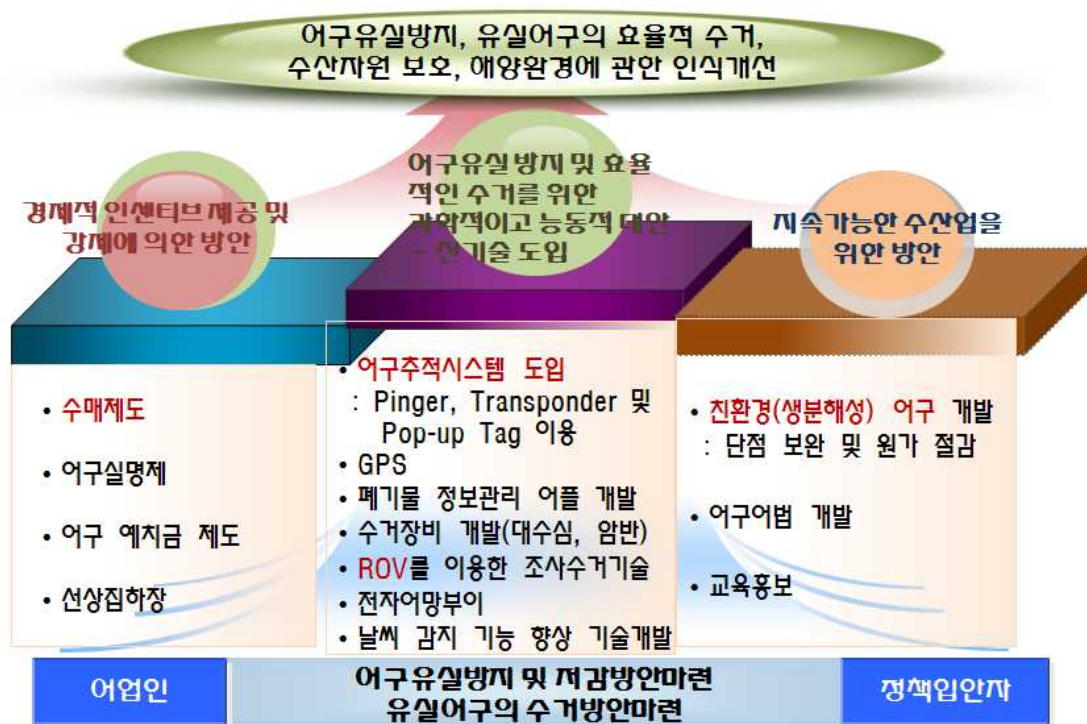 어구유실방지, 유실어구의 효율적 수거,
수산자원 보호, 해양환경에 관한 인식개선
경제적 인센티브 제공 및
강제에 의한 방안
어구유실 방지 및 효율
적인 수거를 위한
과학적이고 능동적 대안
- 신기술 도입
지속가능한 수산업을
위한 방안
• 수매제도
• 어구실명제
• 어구 예치금 제도
• 선상집하장
• 어구추적시스템 도입
: Pinger, Transponder 및
Pop-up Tag 이용
• GPS
• 폐기물 정보관리 어플 개발
• 수거장비 개발(대수심, 암반)
• ROV를 이용한 조사수거기술
• 전자어망부이
• 날씨 감지 기능 향상 기술개발
• 친환경(생분해성) 어구 개발
: 단점 보완 및 원가 절감
• 어구어법 개발
• 교육홍보
어업인
어구유실방지 및 저감방안마련
유실어구의 수거방안마련
정책입안자